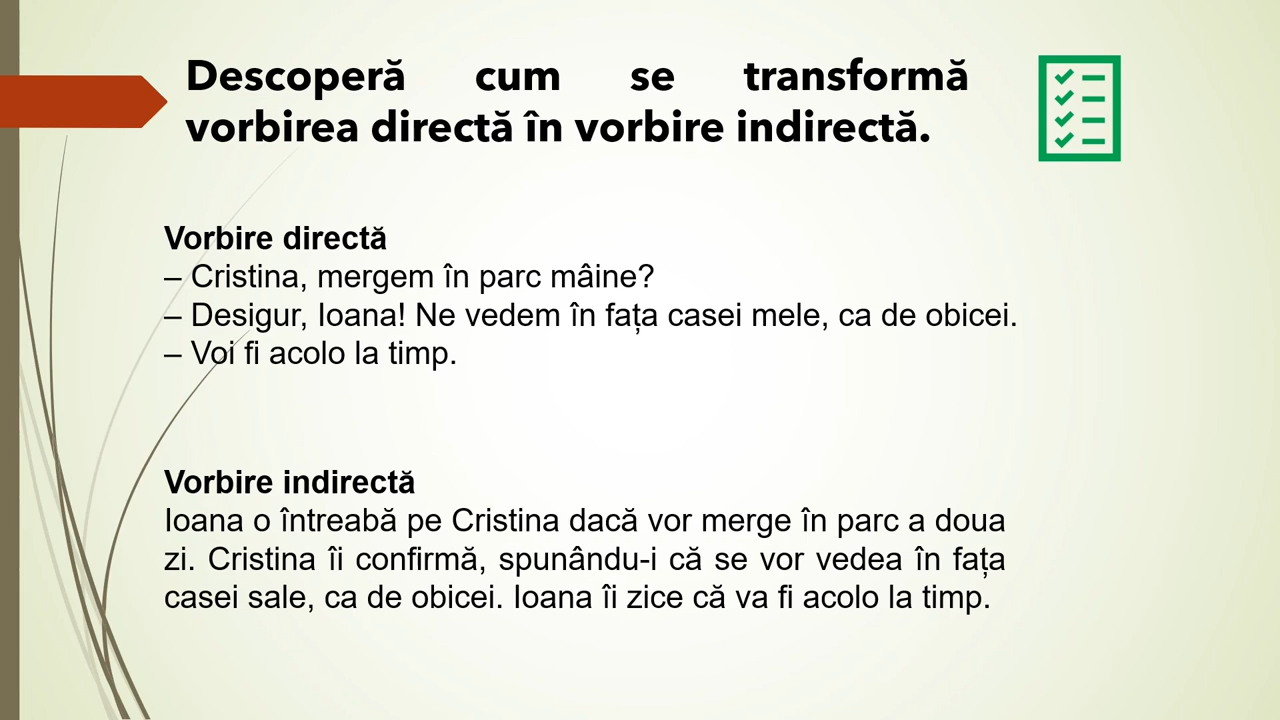 Descoperă cum se transformă
vorbirea directă în vorbire indirectă.
Vorbire directă
– Cristina, mergem în parc mâine?
– Desigur, Ioana! Ne vedem în fața casei mele, ca de obicei.
– Voi fi acolo la timp.
Vorbire indirectă
Ioana o întreabă pe Cristina dacă vor merge în parc a doua
zi. Cristina îi confirmă, spunându-i că se vor vedea în fața
casei sale, ca de obicei. Ioana îi zice că va fi acolo la timp.